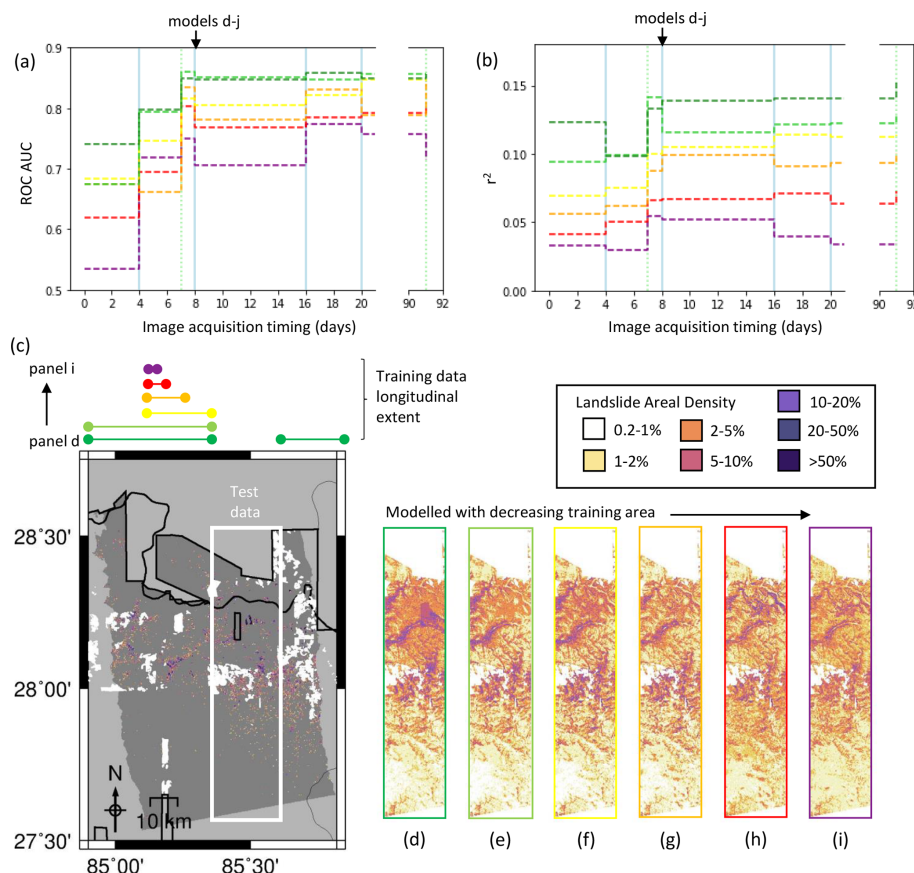 models d-j
models d-j
(a)
(b)
0.9
0.8
0.7
0.6
0.5
ROC AUC
0 2 4 6 8 10 12 14 16 18 20 90 92
Image acquisition timing (days)
0.15
0.10
0.05
0.00
r²
0 2 4 6 8 10 12 14 16 18 20 90 92
Image acquisition timing (days)
(c)
panel i
panel d
Training data
longitudinal
extent
Landslide Areal Density
0.2-1%
1-2%
2-5%
5-10%
10-20%
20-50%
>50%
Test
data
28°30'
28°00'
27°30'
N
10 km
85°00'
85°30'
Modelled with decreasing training area
(d)
(e)
(f)
(g)
(h)
(i)